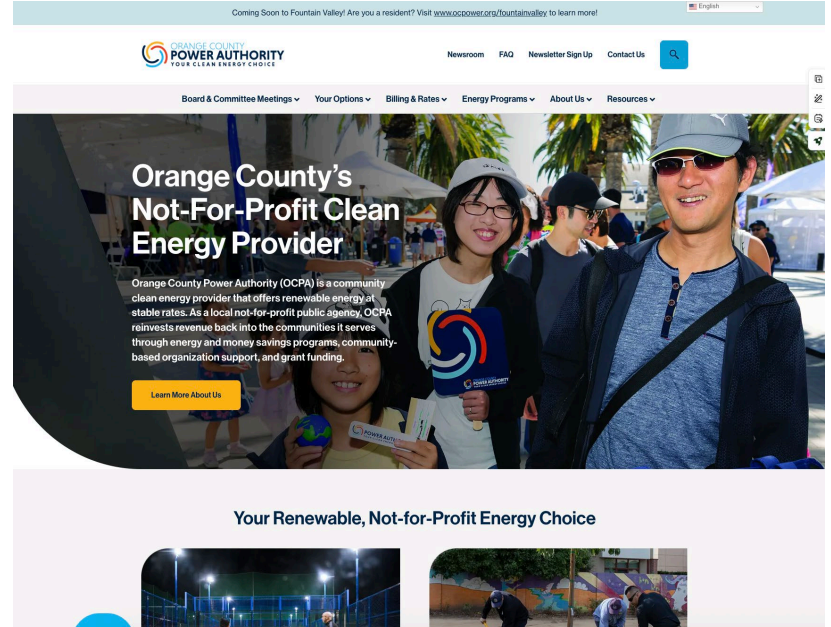 Coming Soon to Fountain Valley! Are you a resident? Visit www.ocpower.org/fountainvalley to learn more!
English
ORANGE COUNTY
POWER AUTHORITY
YOUR CLEAN ENERGY CHOICE
Newsroom FAQ Newsletter Sign Up Contact Us
Board & Committee Meetings Your Options Billing & Rates Energy Programs About Us Resources
Orange County's
Not-For-Profit Clean
Energy Provider
Orange County Power Authority (OCPA) is a community
clean energy provider that offers renewable energy at
stable rates. As a local not-for-profit public agency, OCPA
reinvests revenue back into the communities it serves
through energy and money savings programs, community-
based organization support, and grant funding.
Learn More About Us
POWER AUTHORITY
Your Renewable, Not-for-Profit Energy Choice